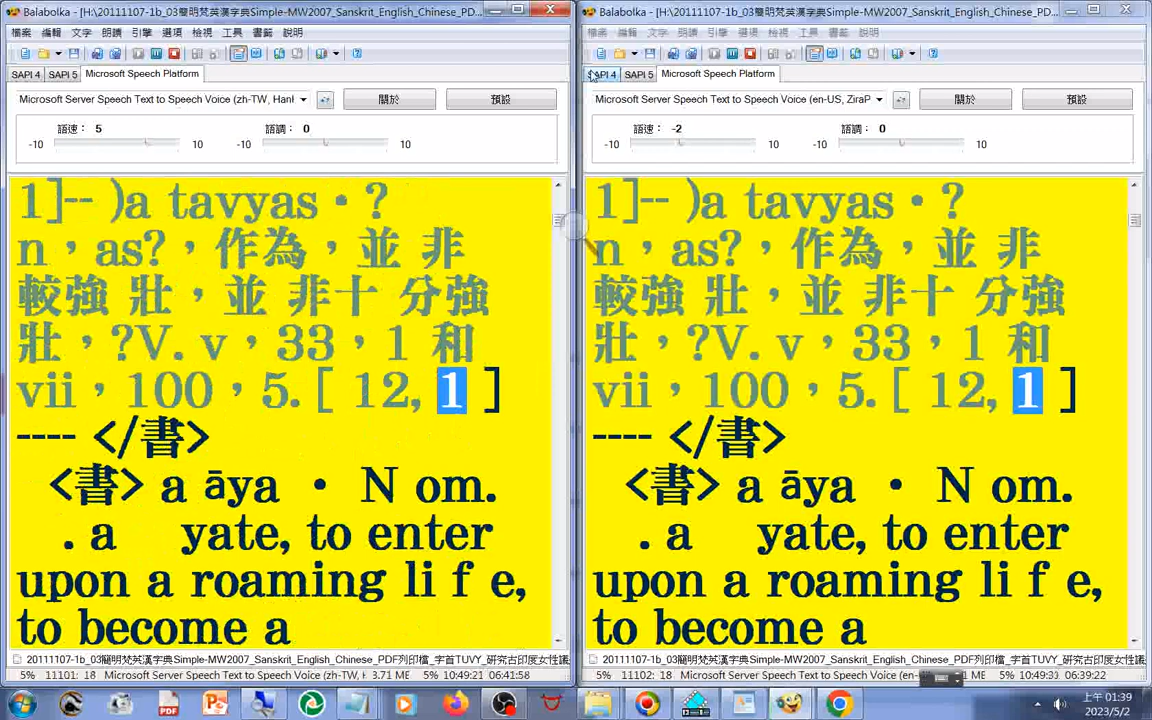 Balabolka - [H:\20111107-1b_03簡明梵英漢字典Simple-MW2007_Sanskrit_English_Chinese_PD...
檔案 編輯 文字 朗讀 引擎 選項 檢視 工具 書籤 說明
SAPI 4 SAPI 5 Microsoft Speech Platform
Microsoft Server Speech Text to Speech Voice (zh-TW, Hanl 關於 預設
語速： 5 語調： 0
-10 10 -10 10
1]-- )a tavyas • ?
n，as?，作為，並 非
較強 壯，並 非十 分強
壯，?V. v，33，1 和
vii，100，5. [ 12, 1 ]
---- </書>
<書> a āya • N om.
. a yate, to enter
upon a roaming li f e,
to become a
20111107-1b_03簡明梵英漢字典Simple-MW2007_Sanskrit_English_Chinese_PDF列印檔_字首TUVY_研究古印度女性議
5% 11101: 18 Microsoft Server Speech Text to Speech Voice (zh-TW, H 3.71 ME 5% 10:49:21 06:41:58
Balabolka - [H:\20111107-1b_03簡明梵英漢字典Simple-MW2007_Sanskrit_English_Chinese_PD...
檔案 編輯 文字 朗讀 引擎 選項 檢視 工具 書籤 說明
SAPI 4 SAPI 5 Microsoft Speech Platform
Microsoft Server Speech Text to Speech Voice (en-US, ZiraP 關於 預設
語速： -2 語調： 0
-10 10 -10 10
1]-- )a tavyas • ?
n，as?，作為，並 非
較強 壯，並 非十 分強
壯，?V. v，33，1 和
vii，100，5. [ 12, 1 ]
---- </書>
<書> a āya • N om.
. a yate, to enter
upon a roaming li f e,
to become a
20111107-1b_03簡明梵英漢字典Simple-MW2007_Sanskrit_English_Chinese_PDF列印檔_字首TUVY_研究古印度女性議
5% 11102: 18 Microsoft Server Speech Text to Speech Voice (en-US 5% 10:49:3 06:39:22
PDF
上午 01:39
2023/5/2